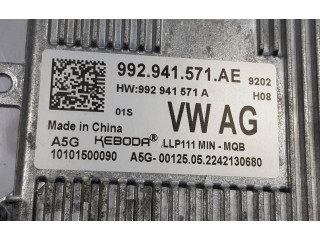 992.941.571.AE 9202
HW:992 941 571 A H08
01S VW AG
Made in China
A5G KEBODA® .LLP111 MIN - MQB
10101500090 A5G- 00125.05.2242130680